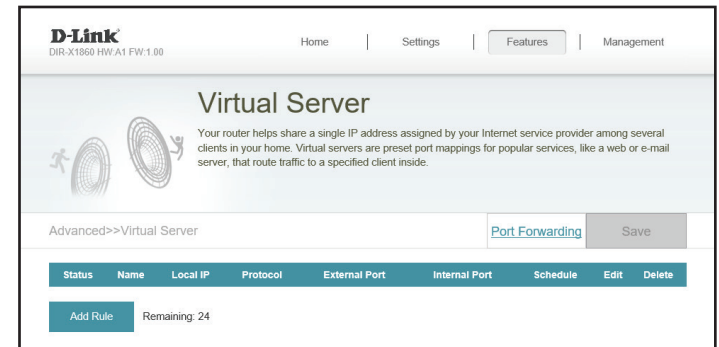 D-Link
DIR-X1860 HW:A1 FW:1.00
Home Settings Features Management
Virtual Server
Your router helps share a single IP address assigned by your Internet service provider among several
clients in your home. Virtual servers are preset port mappings for popular services, like a web or e-mail
server, that route traffic to a specified client inside.
Advanced>>Virtual Server Port Forwarding Save
Status Name Local IP Protocol External Port Internal Port Schedule Edit Delete
Add Rule Remaining: 24